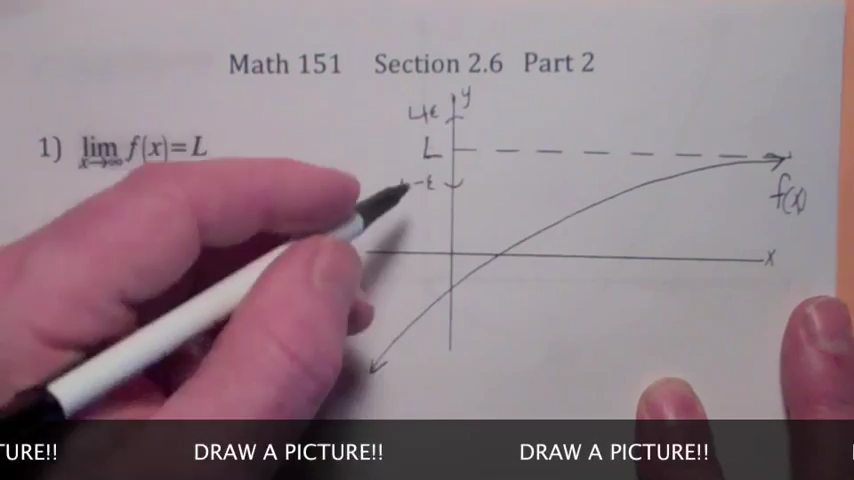 Math 151 Section 2.6 Part 2
y
L+ε
1) lim f(x)=L
x→∞
L
-ε
f(x)
x
TURE!! DRAW A PICTURE!! DRAW A PICTURE!!